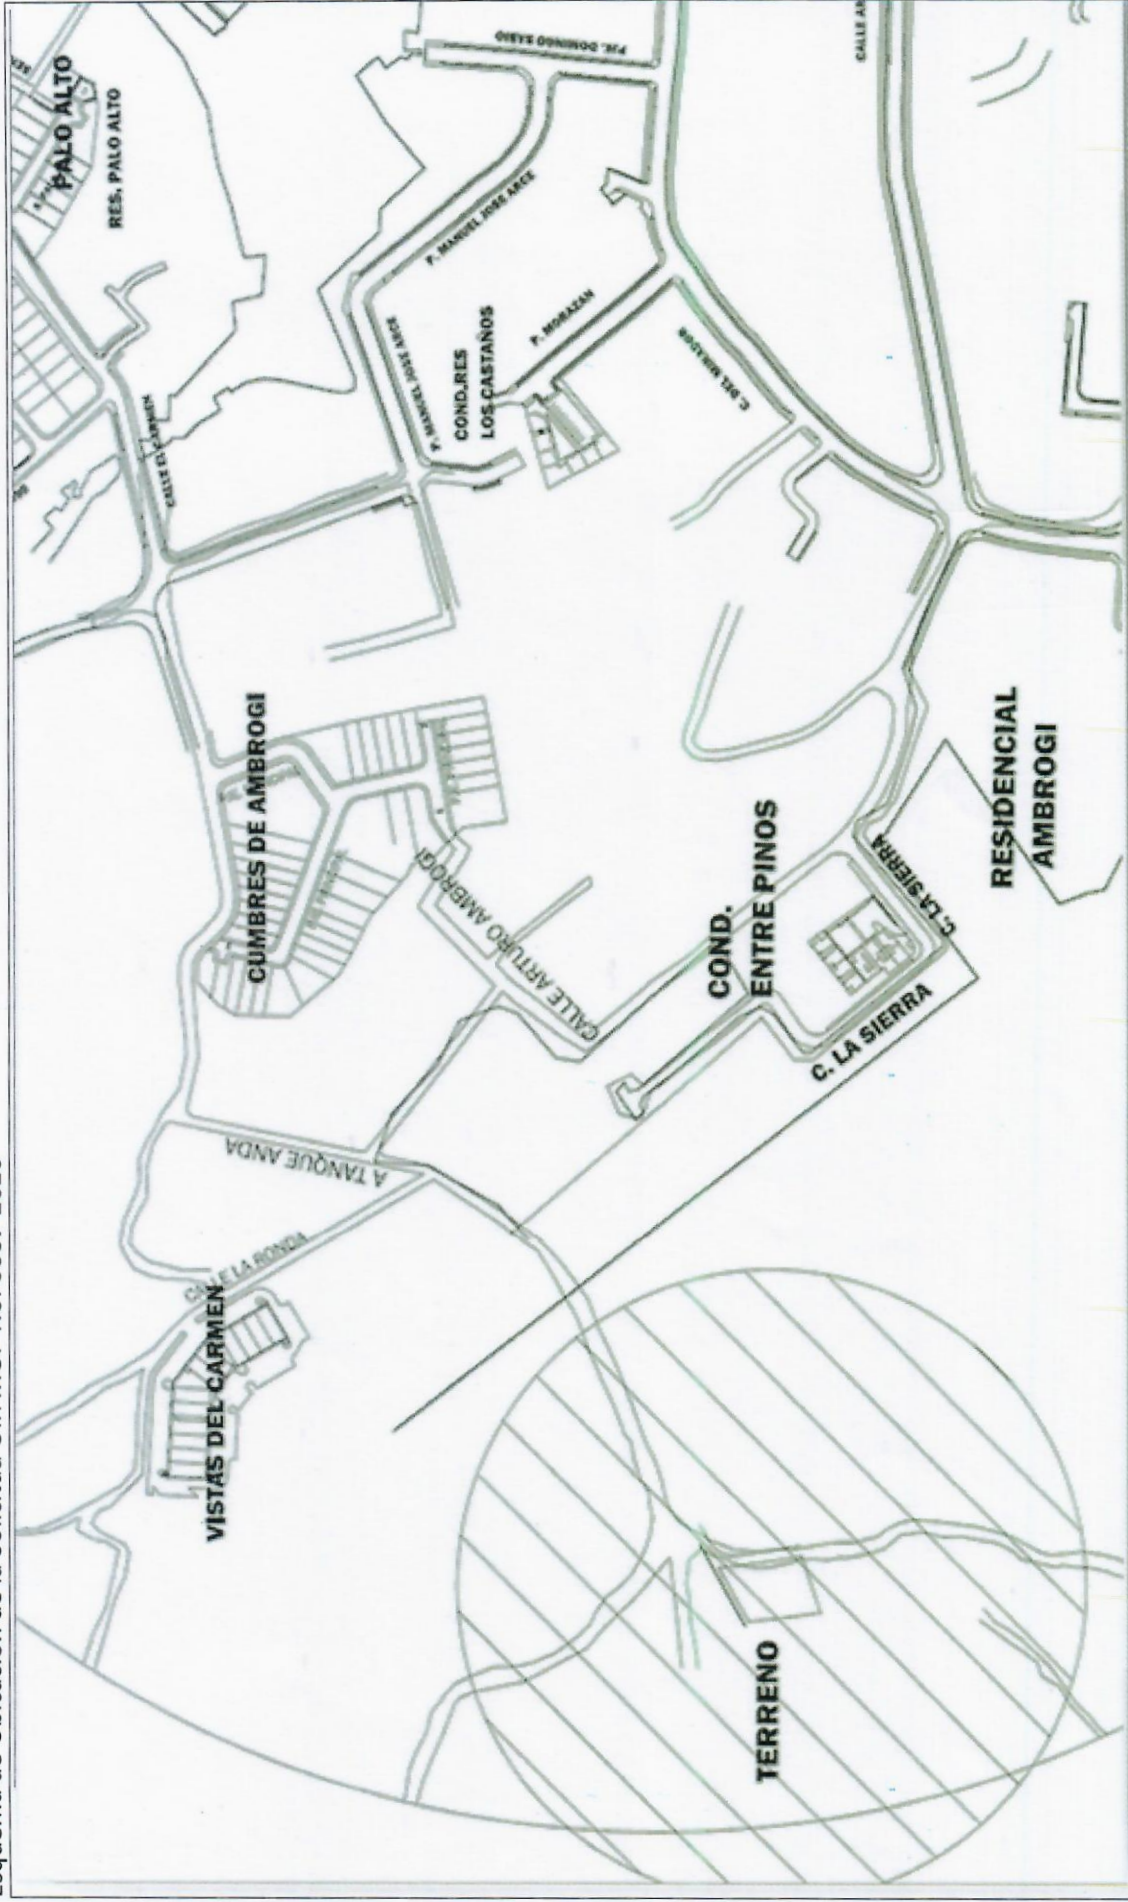 PALO ALTO
RES. PALO ALTO
PJE. DOMINGO SABIO
CALLE AR
P. MANUEL JOSE ARCE
P. MANUEL JOSE ARCE
COND.RES
LOS CASTAÑOS
P. MORAZAN
C. DEL MIRADOR
CALLE EL CARMEN
CUMBRES DE AMBROGI
CALLE ARTURO AMBROGI
COND.
ENTRE PINOS
C. LA SIERRA
C. LA SIERRA
RESIDENCIAL
AMBROGI
A TANQUE ANDA
CALLE LA RONDA
VISTAS DEL CARMEN
TERRENO